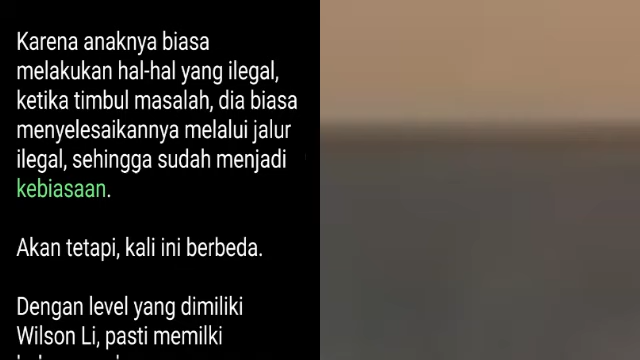 Karena anaknya biasa
melakukan hal-hal yang ilegal,
ketika timbul masalah, dia biasa
menyelesaikannya melalui jalur
ilegal, sehingga sudah menjadi
kebiasaan.
Akan tetapi, kali ini berbeda.
Dengan level yang dimiliki
Wilson Li, pasti memilki